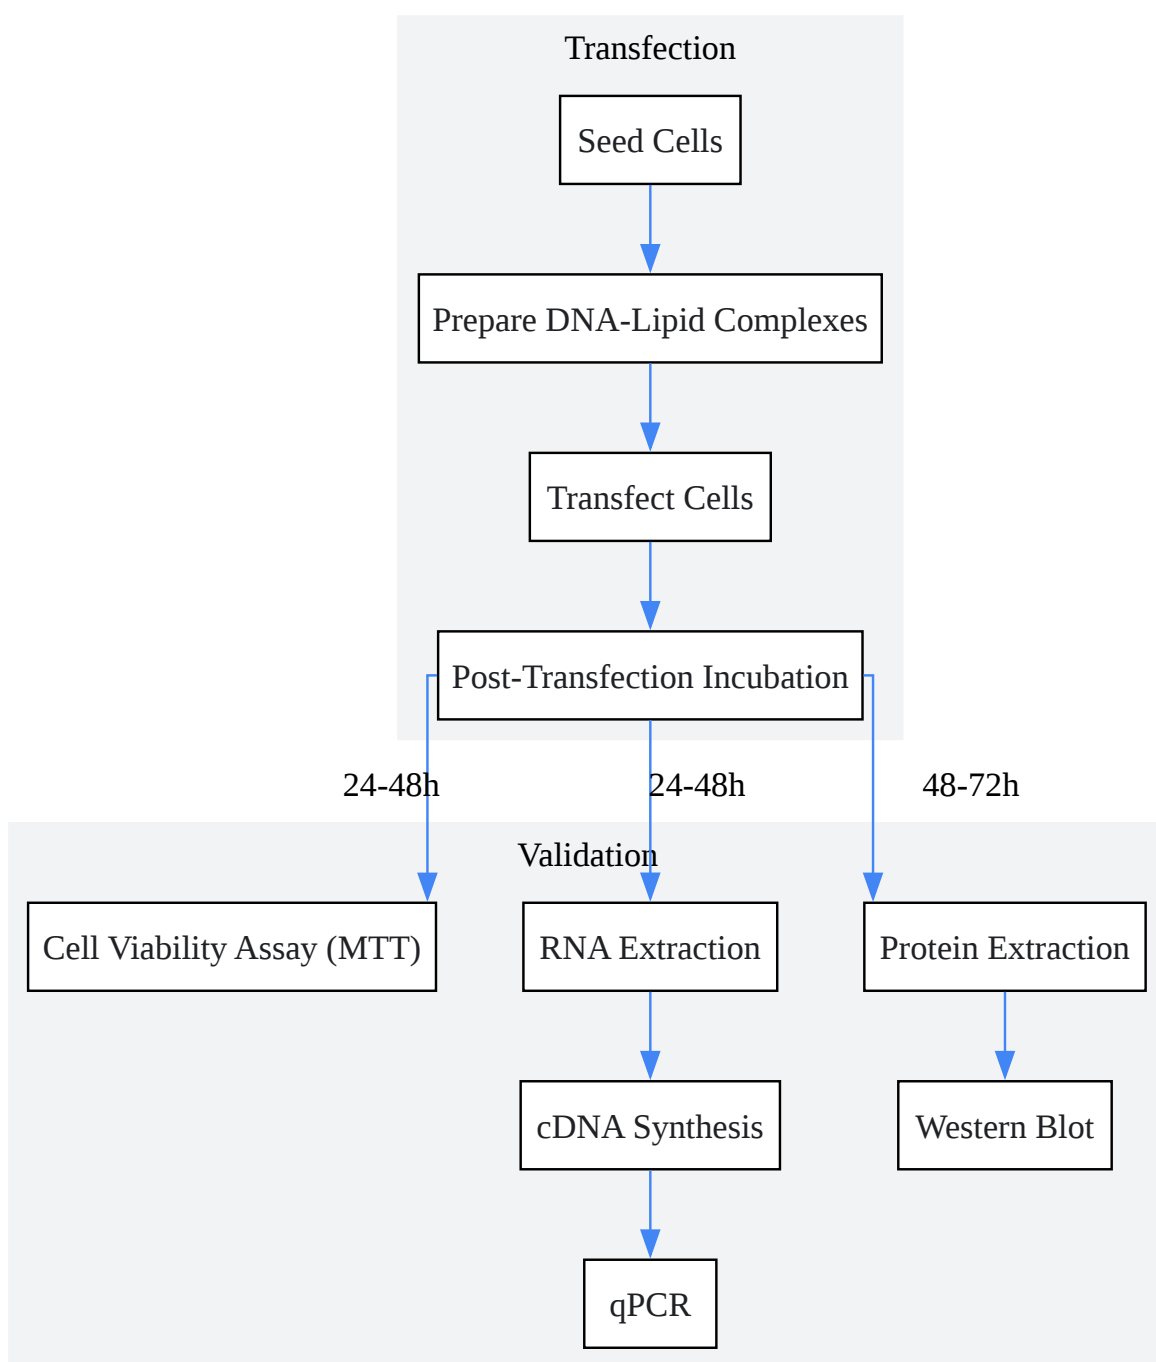 Transfection
Seed Cells
Prepare DNA-Lipid Complexes
Transfect Cells
Post-Transfection Incubation
24-48h
24-48h
48-72h
Validation
Cell Viability Assay (MTT)
RNA Extraction
Protein Extraction
cDNA Synthesis
Western Blot
qPCR